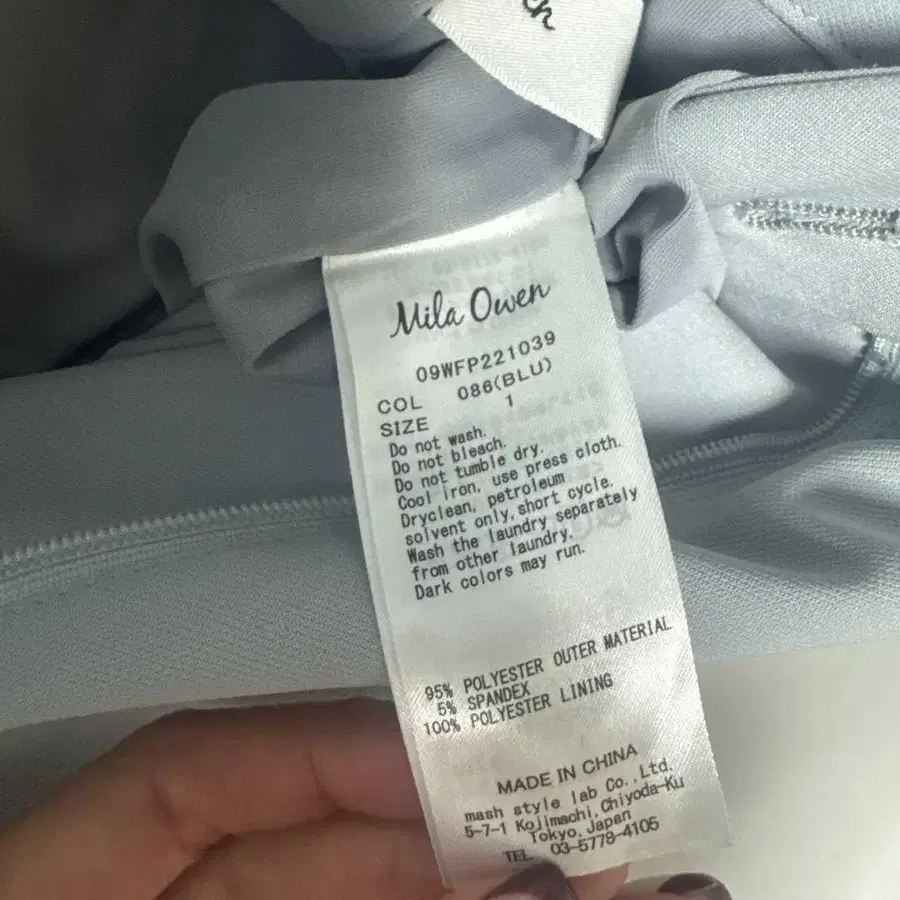 Mila Owen
09WFP221039
COL 086(BLU)
SIZE 1
Do not wash.
Do not bleach.
Do not tumble dry.
Cool iron, use press cloth.
Dryclean, petroleum
solvent only,short cycle.
Wash the laundry separately
from other laundry.
Dark colors may run.
95% POLYESTER OUTER MATERIAL
5% SPANDEX
100% POLYESTER LINING
MADE IN CHINA
mash style lab Co.,Ltd.
5-7-1 Kojimachi,Chiyoda-Ku
Tokyo,Japan
TEL 03-5778-4105